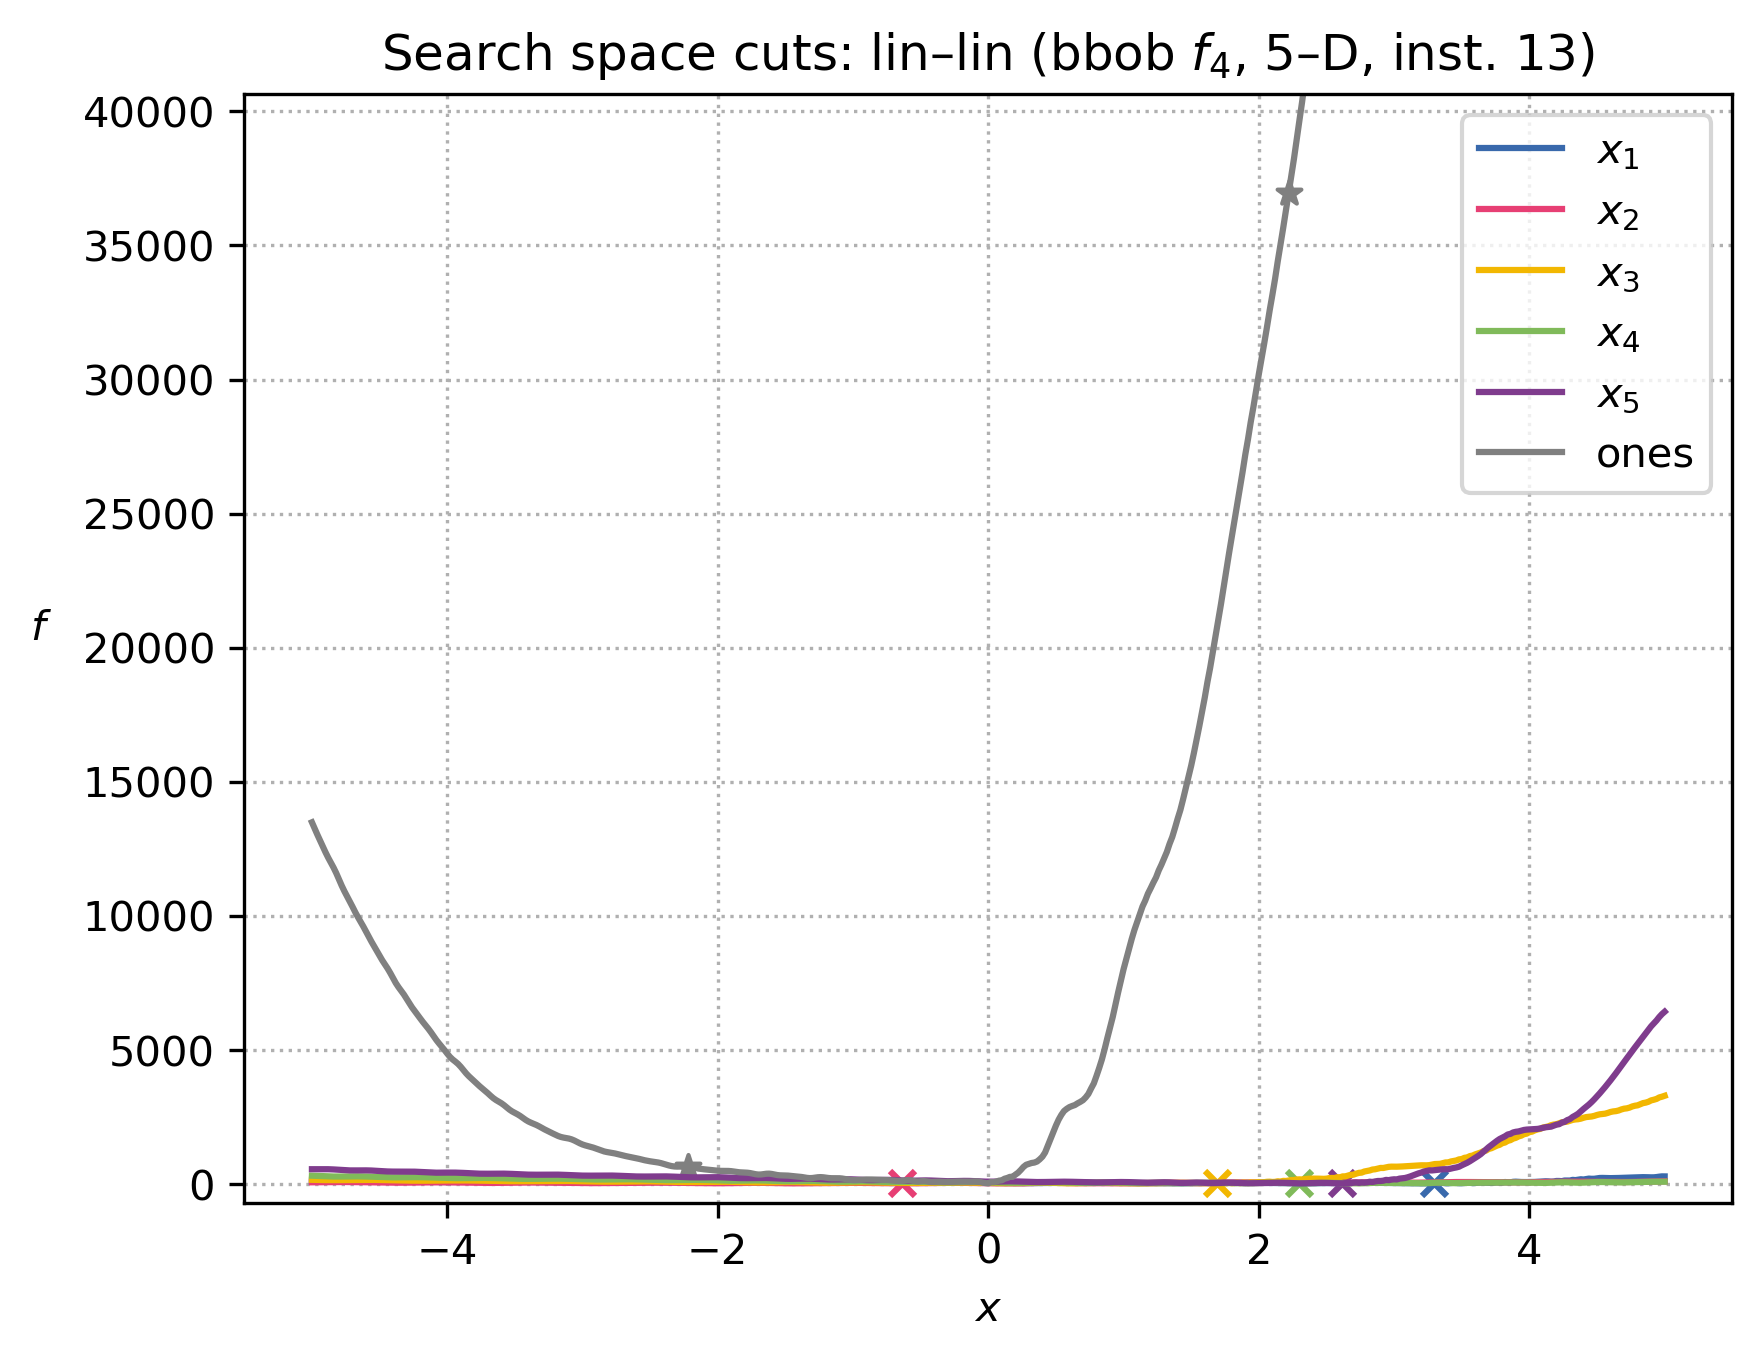 Search space cuts: lin–lin (bbob f₄, 5–D, inst. 13)
40000
35000
30000
25000
20000
15000
10000
5000
0
f
x₁
x₂
x₃
x₄
x₅
ones
−4 −2 0 2 4
x